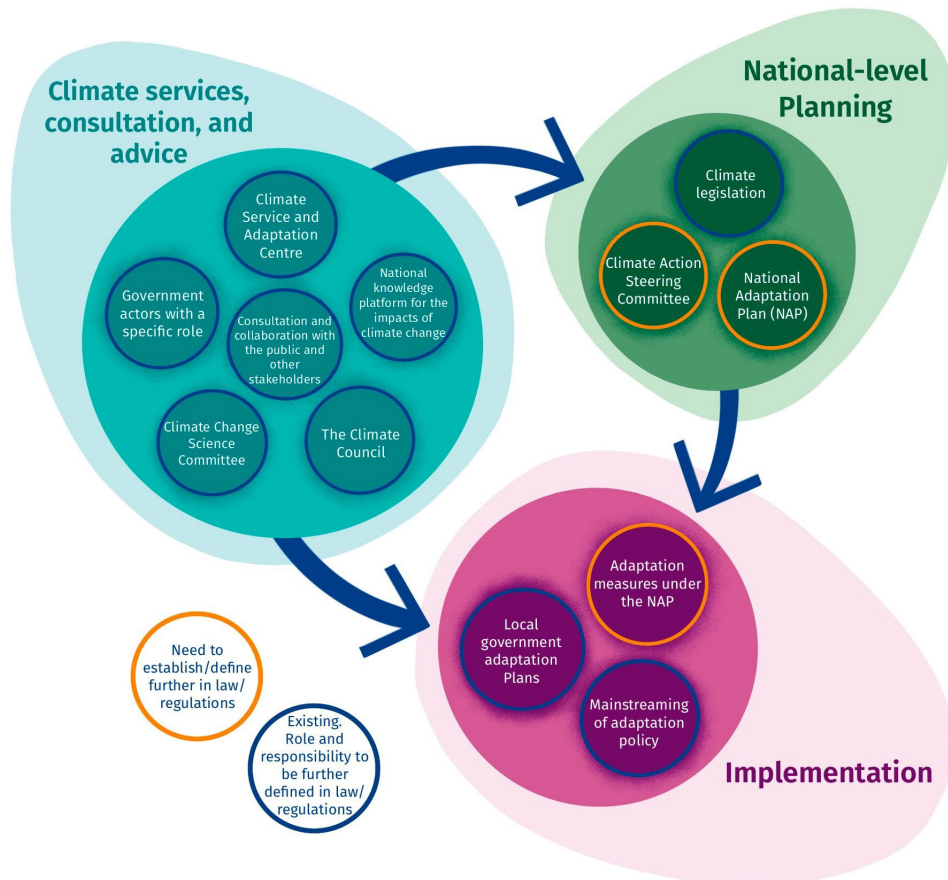 Climate services,
consultation, and
advice
Climate
Service and
Adaptation
Centre
Government
actors with a
specific role
National
knowledge
platform for the
impacts of
climate change
Consultation and
collaboration with
the public and
other
stakeholders
Climate Change
Science
Committee
The Climate
Council
National-level
Planning
Climate
legislation
Climate Action
Steering
Committee
National
Adaptation
Plan (NAP)
Adaptation
measures under
the NAP
Local
government
adaptation
Plans
Mainstreaming
of adaptation
policy
Implementation
Need to
establish/define
further in law/
regulations
Existing.
Role and
responsibility to
be further
defined in law/
regulations